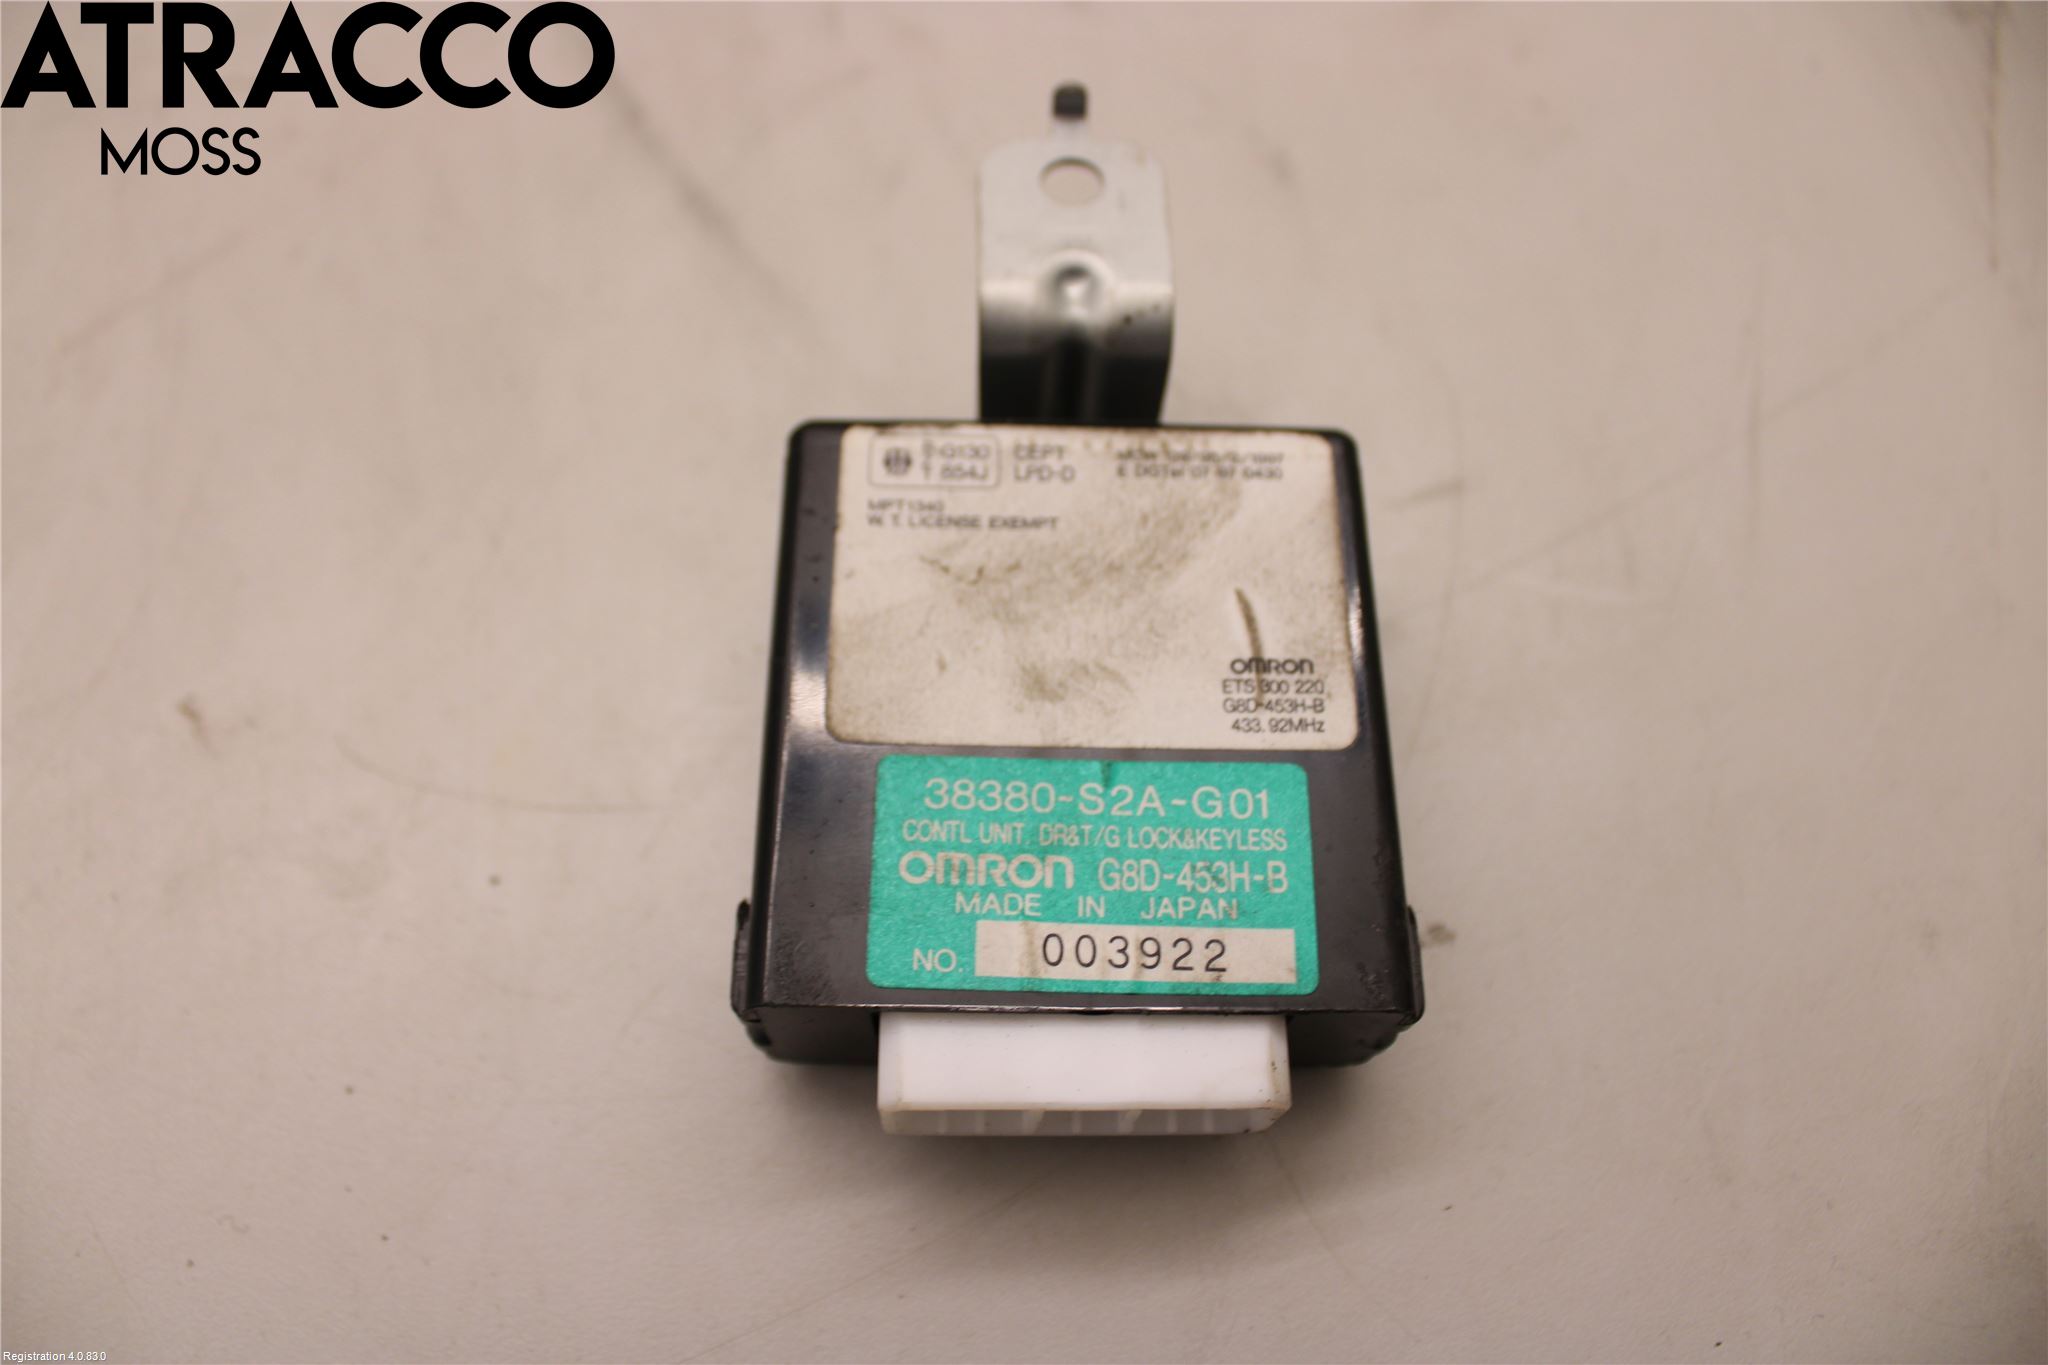 ATRACCO
MOSS
CEPT
LPD-D
MPT1340
W. T. LICENSE EXEMPT
OMRON
ETS 300 220
G8D-453H-B
433. 92MHz
38380-S2A-G01
CONTL UNIT, DR&T/G LOCK&KEYLESS
OMRON G8D-453H-B
MADE IN JAPAN
NO. 003922
Registration 4.0.83.0